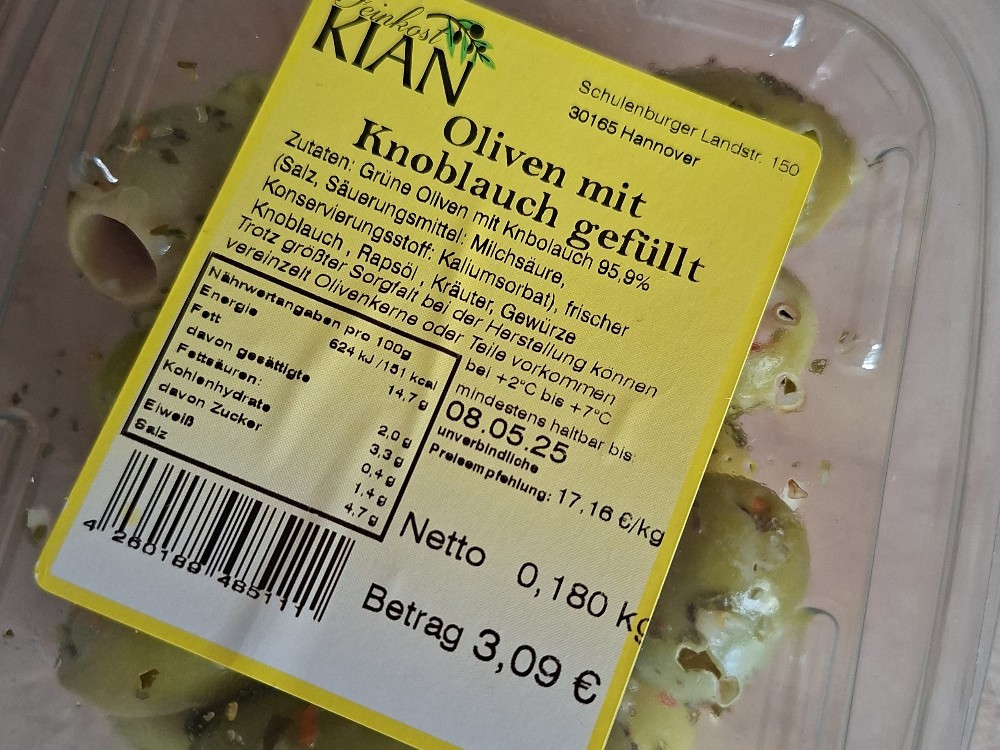 Feinkost
KIAN
Schulenburger Landstr. 150
30165 Hannover
Oliven mit
Knoblauch gefüllt
Zutaten: Grüne Oliven mit Knbolauch 95,9%
(Salz, Säuerungsmittel: Milchsäure,
Konservierungsstoff: Kaliumsorbat), frischer
Knoblauch , Rapsöl , Kräuter, Gewürze
Trotz größter Sorgfalt bei der Herstellung können
vereinzelt Olivenkerne oder Teile vorkommen
Nährwertangaben pro 100g
Energie 624 kJ /151 kcal
Fett 14,7 g
davon gesättigte
Fettsäuren: 2,0 g
Kohlenhydrate 3,3 g
davon Zucker 0,4 g
Eiweiß 1,4 g
Salz 4,7 g
bei +2°C bis +7°C
mindestens haltbar bis:
08.05.25
unverbindliche
Preisempfehlung: 17,16 €/kg
Netto 0,180 kg
Betrag 3,09 €
4 260189 485111